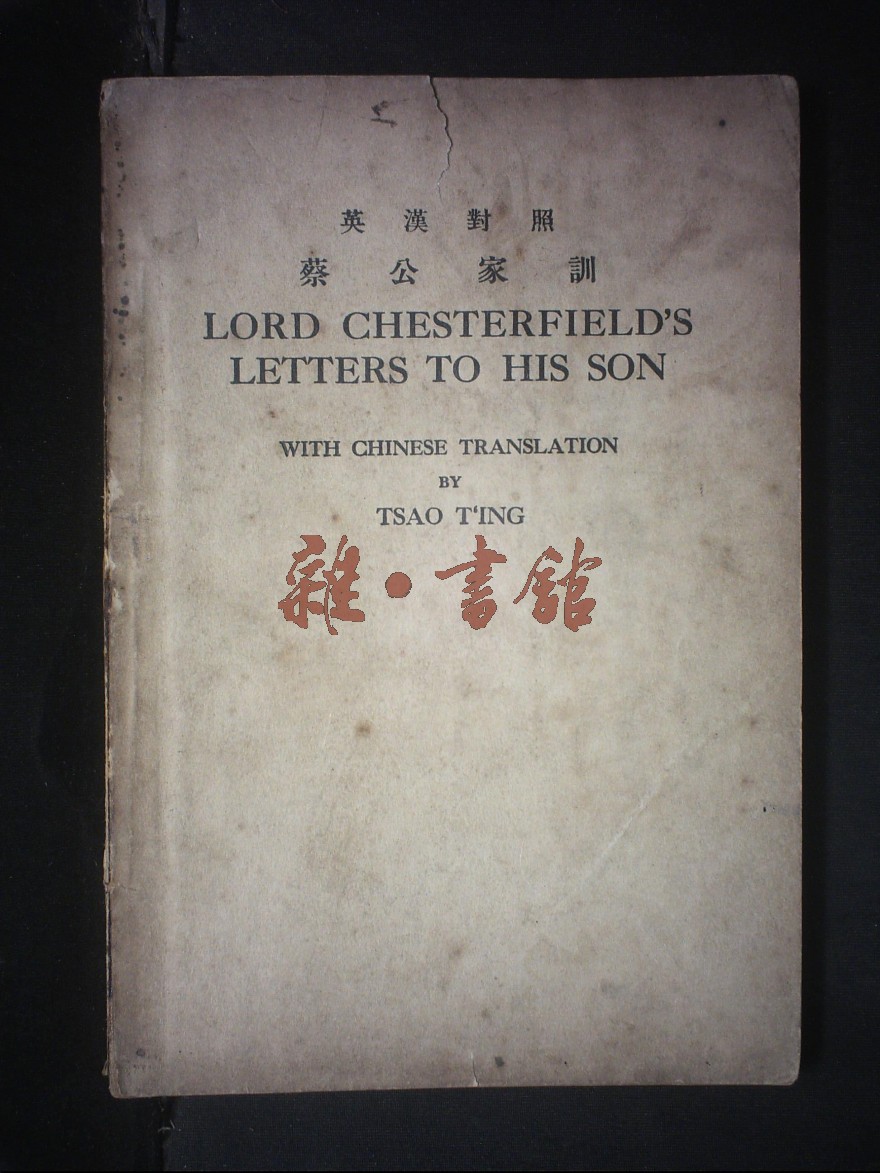 英漢對照
蔡公家訓
LORD CHESTERFIELD'S
LETTERS TO HIS SON
WITH CHINESE TRANSLATION
BY
TSAO T‘ING
雜·書館